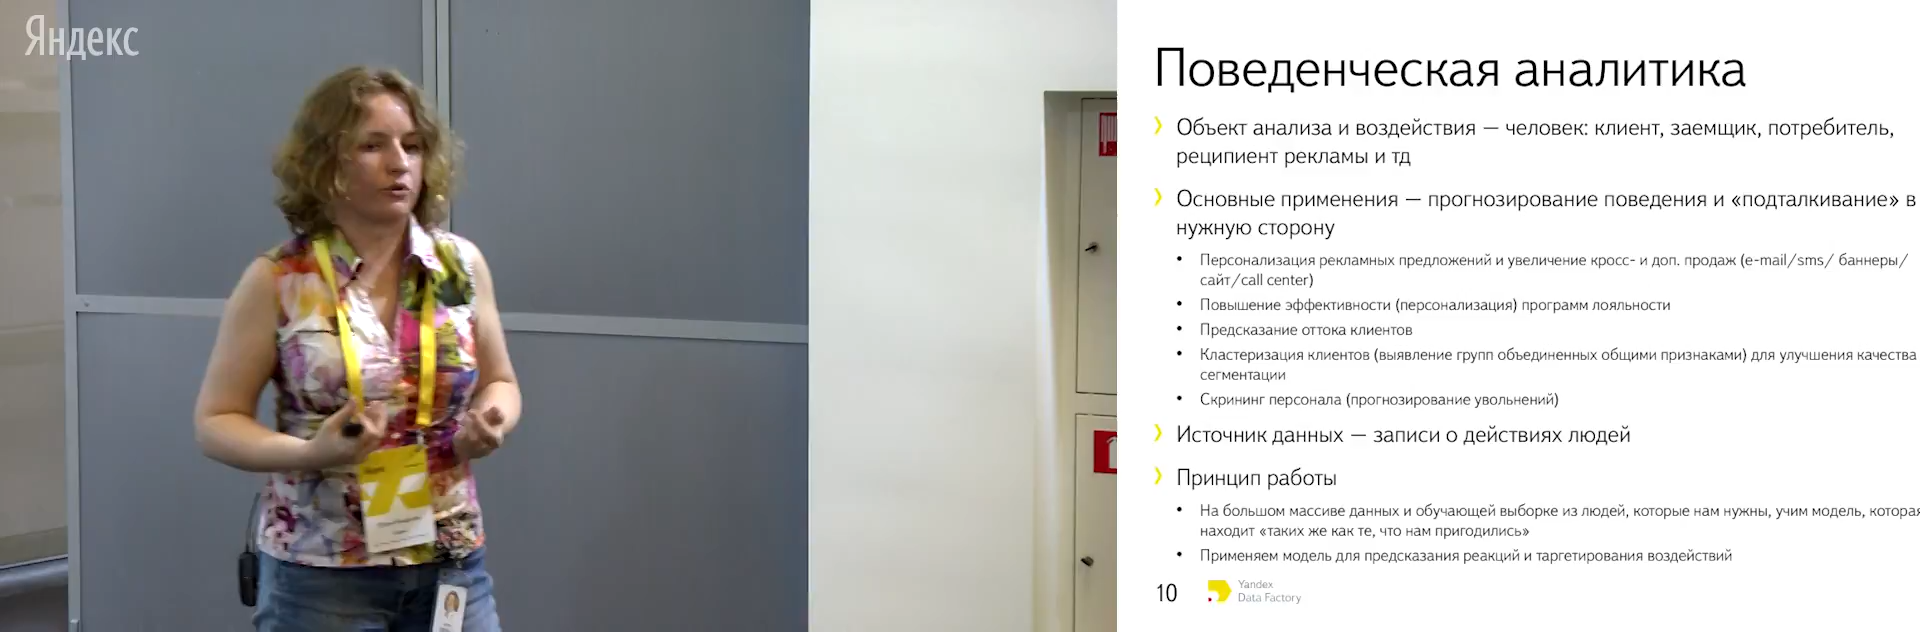 Яндекс
Поведенческая аналитика
Объект анализа и воздействия — человек: клиент, заемщик, потребитель,
реципиент рекламы и тд
Основные применения — прогнозирование поведения и «подталкивание» в
нужную сторону
Персонализация рекламных предложений и увеличение кросс- и доп. продаж (e-mail/sms/ баннеры/
сайт/call center)
Повышение эффективности (персонализация) программ лояльности
Предсказание оттока клиентов
Кластеризация клиентов (выявление групп объединенных общими признаками) для улучшения качества
сегментации
Скрининг персонала (прогнозирование увольнений)
Источник данных — записи о действиях людей
Принцип работы
На большом массиве данных и обучающей выборке из людей, которые нам нужны, учим модель, которая
находит «таких же как те, что нам пригодились»
Применяем модель для предсказания реакций и таргетирования воздействий
10
Yandex
Data Factory